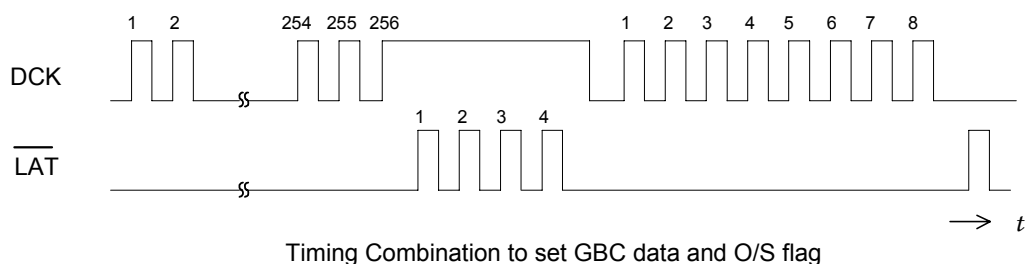 1 2 254 255 256 1 2 3 4 5 6 7 8
DCK
1 2 3 4
LAT
t
Timing Combination to set GBC data and O/S flag